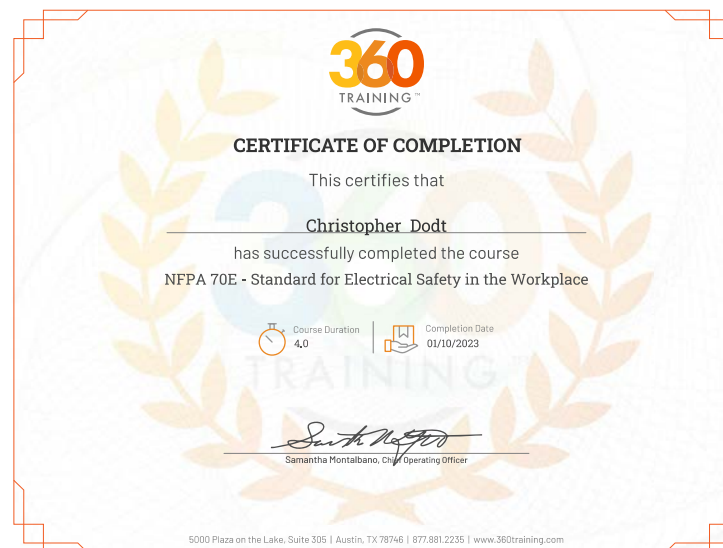 360
TRAINING™
CERTIFICATE OF COMPLETION
This certifies that
Christopher Dodt
has successfully completed the course
NFPA 70E - Standard for Electrical Safety in the Workplace
Course Duration
4.0
Completion Date
01/10/2023
360
TRAINING™
Samantha Montalbano, Chief Operating Officer
5000 Plaza on the Lake, Suite 305 | Austin, TX 78746 | 877.881.2235 | www.360training.com